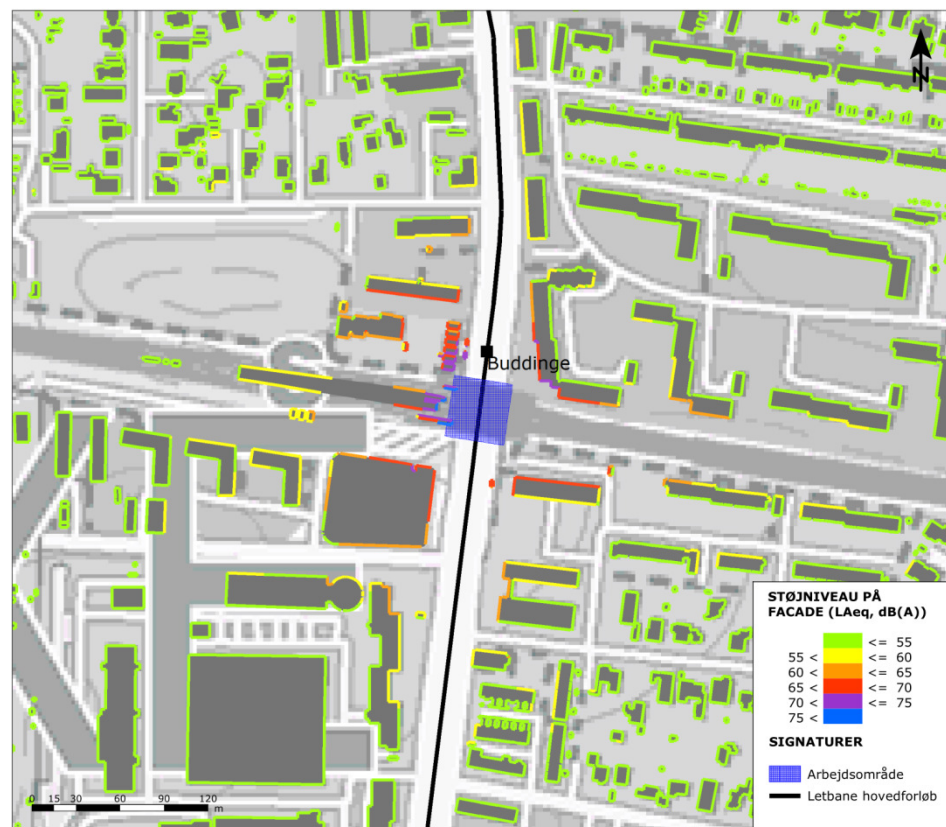 N
Buddinge
STØJNIVEAU PÅ
FACADE (LAeq, dB(A))
<= 55
55 < <= 60
60 < <= 65
65 < <= 70
70 < <= 75
75 <
SIGNATURER
Arbejdsområde
Letbane hovedforløb
0 15 30 60 90 120
m